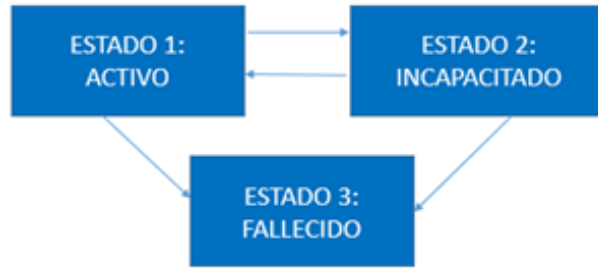 ESTADO 1:
ACTIVO
ESTADO 2:
INCAPACITADO
ESTADO 3:
FALLECIDO